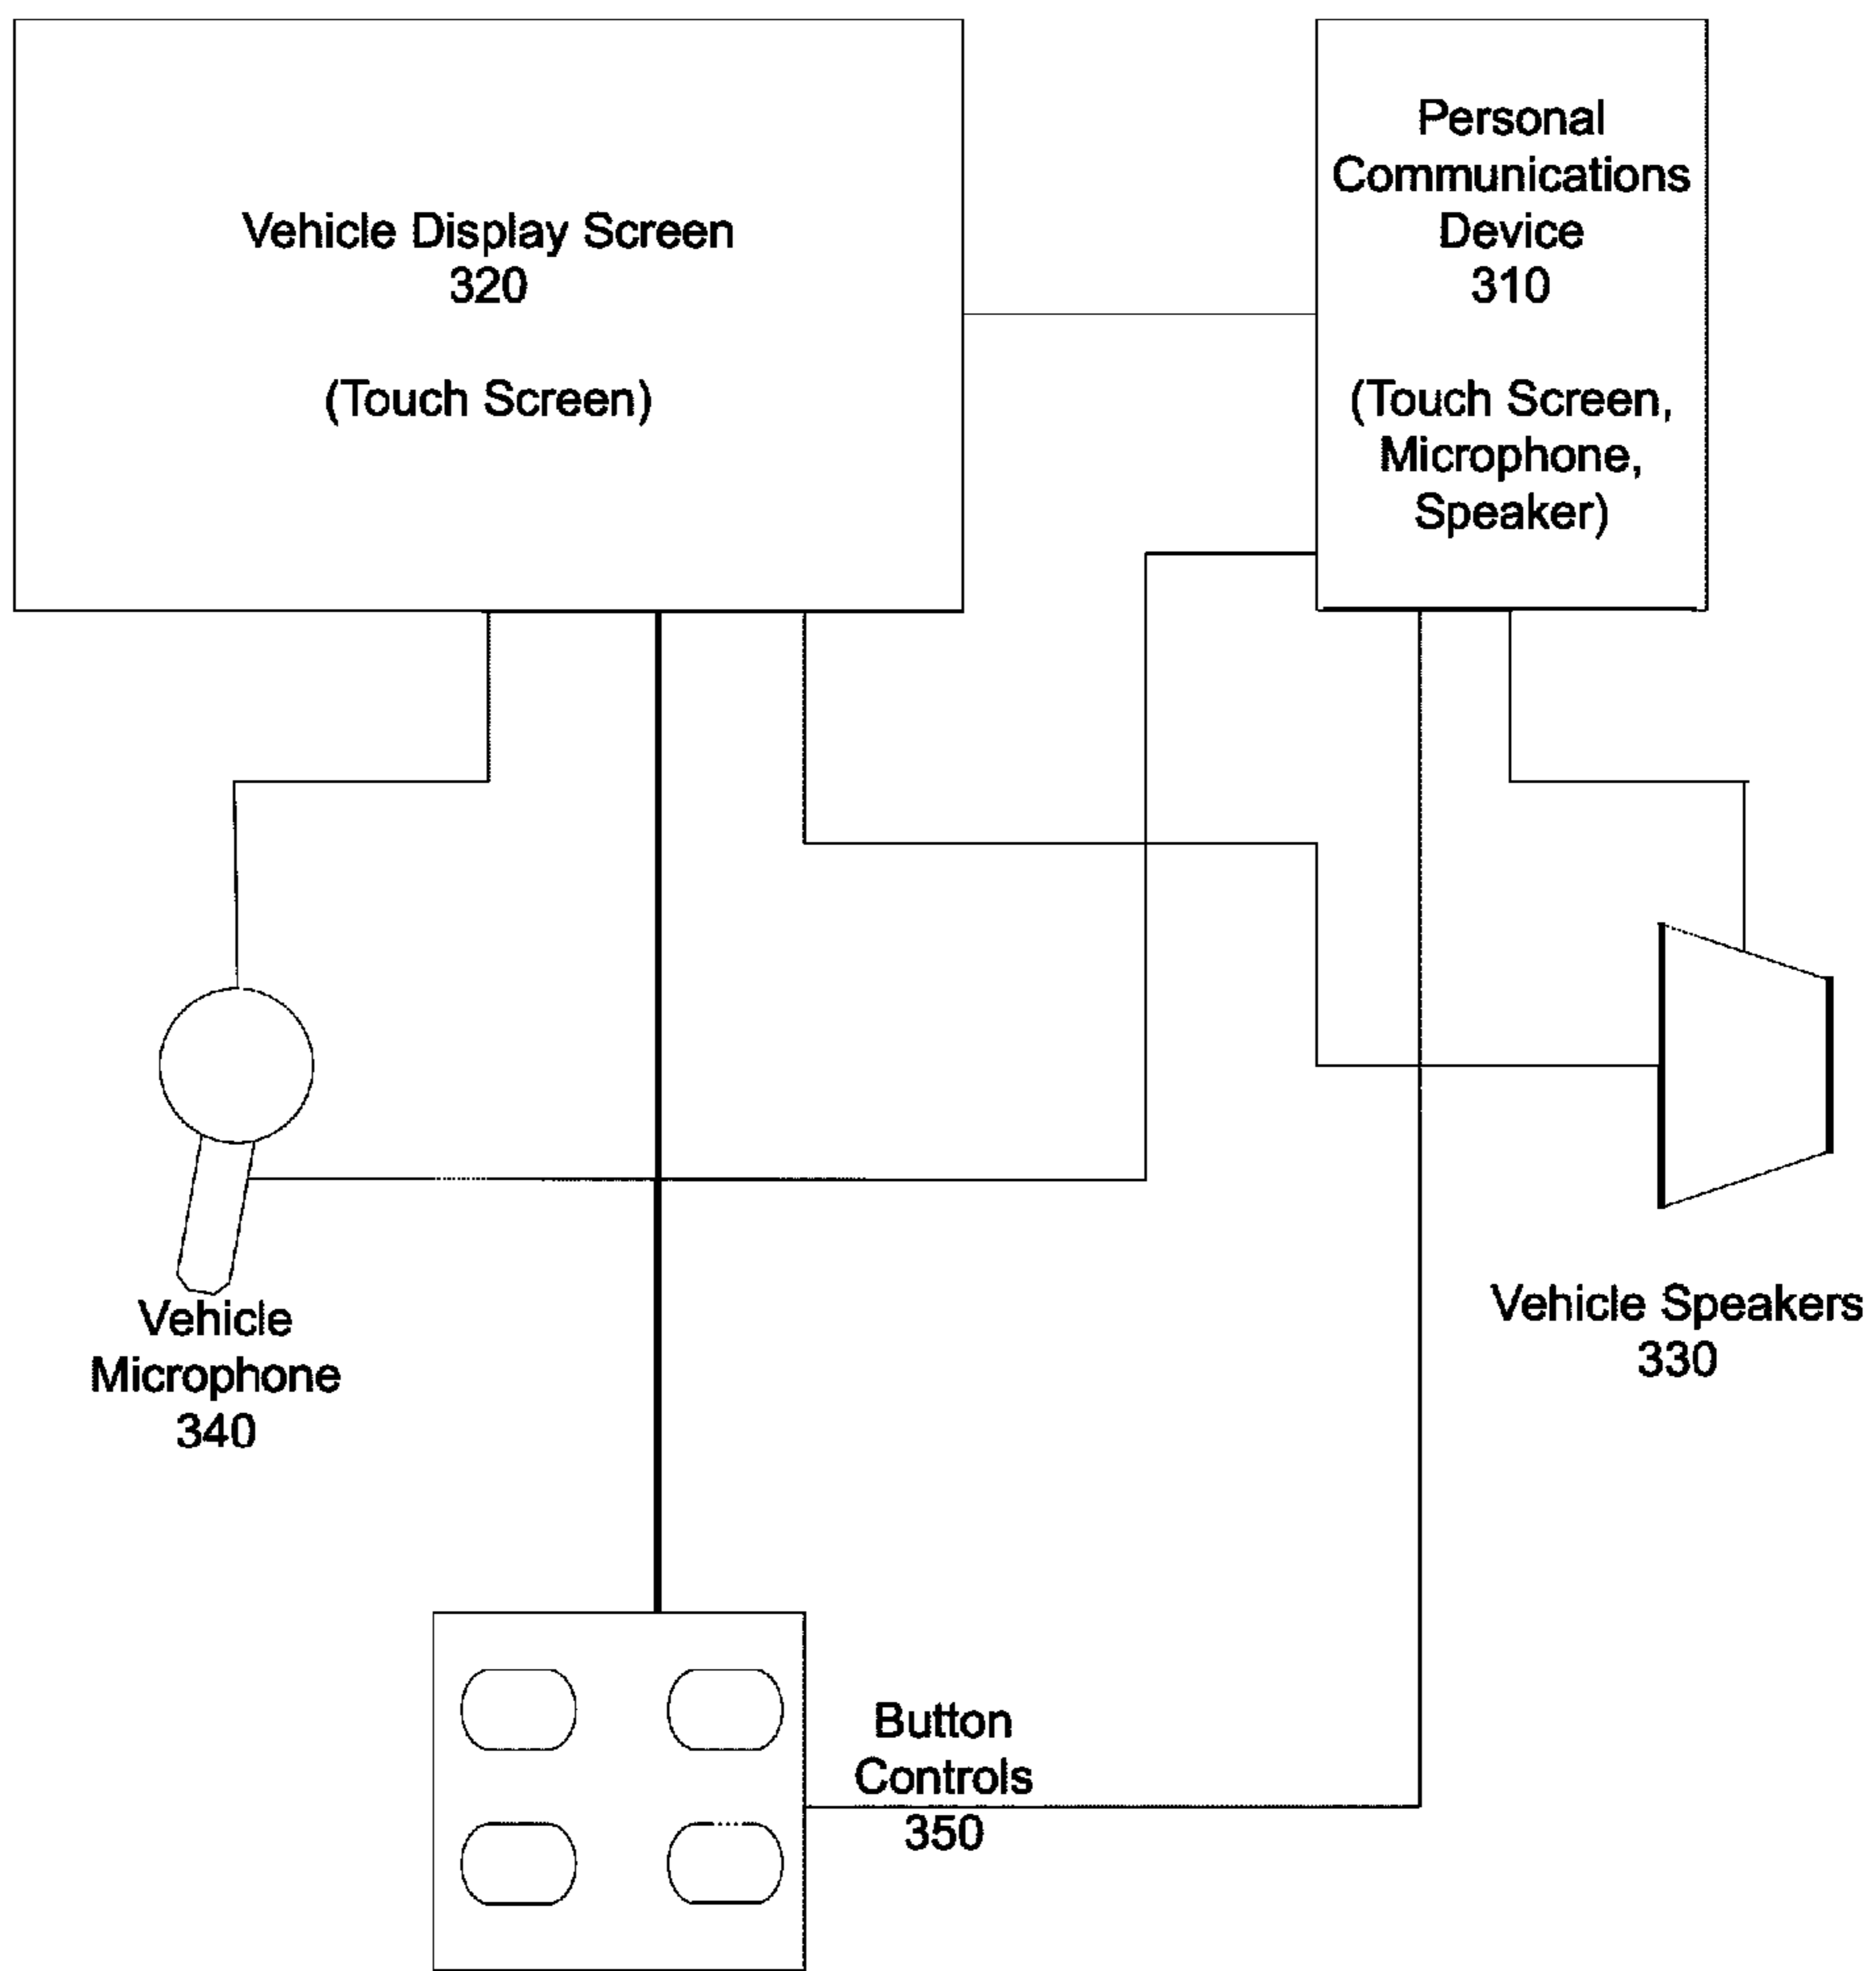 Vehicle Display Screen
320
(Touch Screen)
Personal
Communications
Device
310
(Touch Screen,
Microphone,
Speaker)
Vehicle
Microphone
340
Vehicle Speakers
330
Button
Controls
350